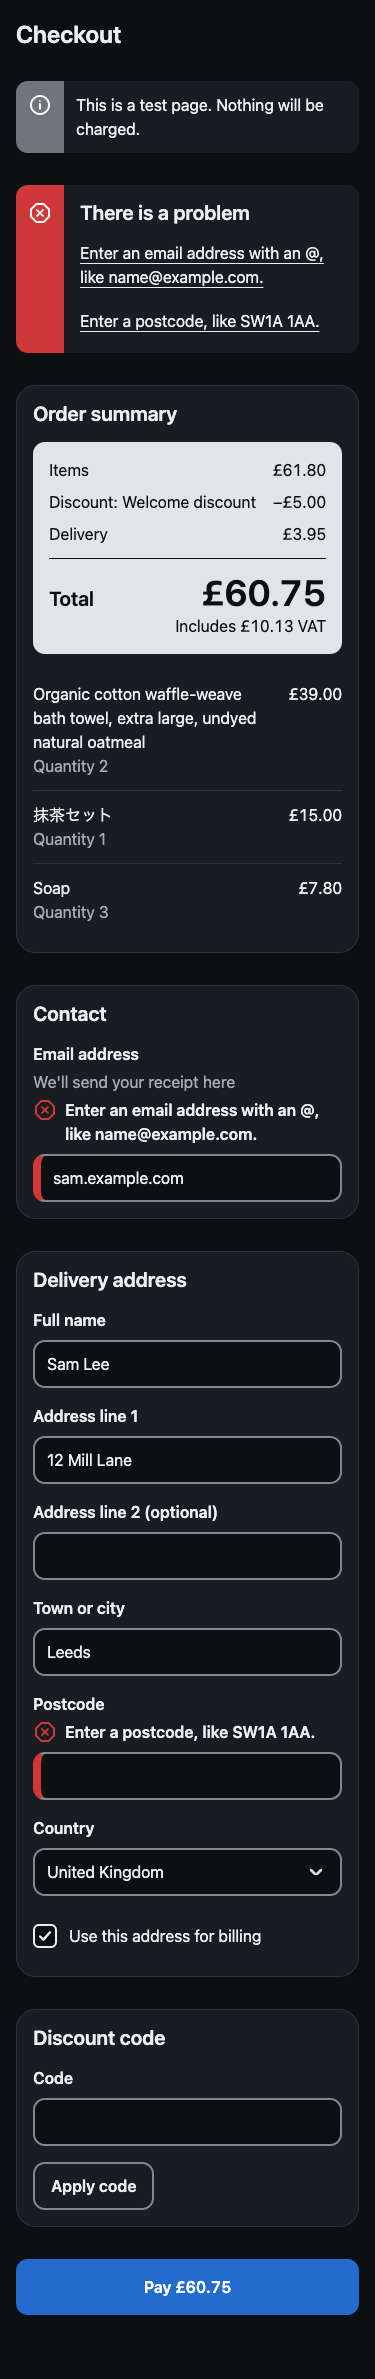 Checkout
This is a test page. Nothing will be
charged.
There is a problem
Enter an email address with an @,
like name@example.com.
Enter a postcode, like SW1A 1AA.
Order summary
Items £61.80
Discount: Welcome discount −£5.00
Delivery £3.95
Total £60.75
Includes £10.13 VAT
Organic cotton waffle-weave £39.00
bath towel, extra large, undyed
natural oatmeal
Quantity 2
抹茶セット £15.00
Quantity 1
Soap £7.80
Quantity 3
Contact
Email address
We'll send your receipt here
Enter an email address with an @,
like name@example.com.
sam.example.com
Delivery address
Full name
Sam Lee
Address line 1
12 Mill Lane
Address line 2 (optional)
Town or city
Leeds
Postcode
Enter a postcode, like SW1A 1AA.
Country
United Kingdom
Use this address for billing
Discount code
Code
Apply code
Pay £60.75